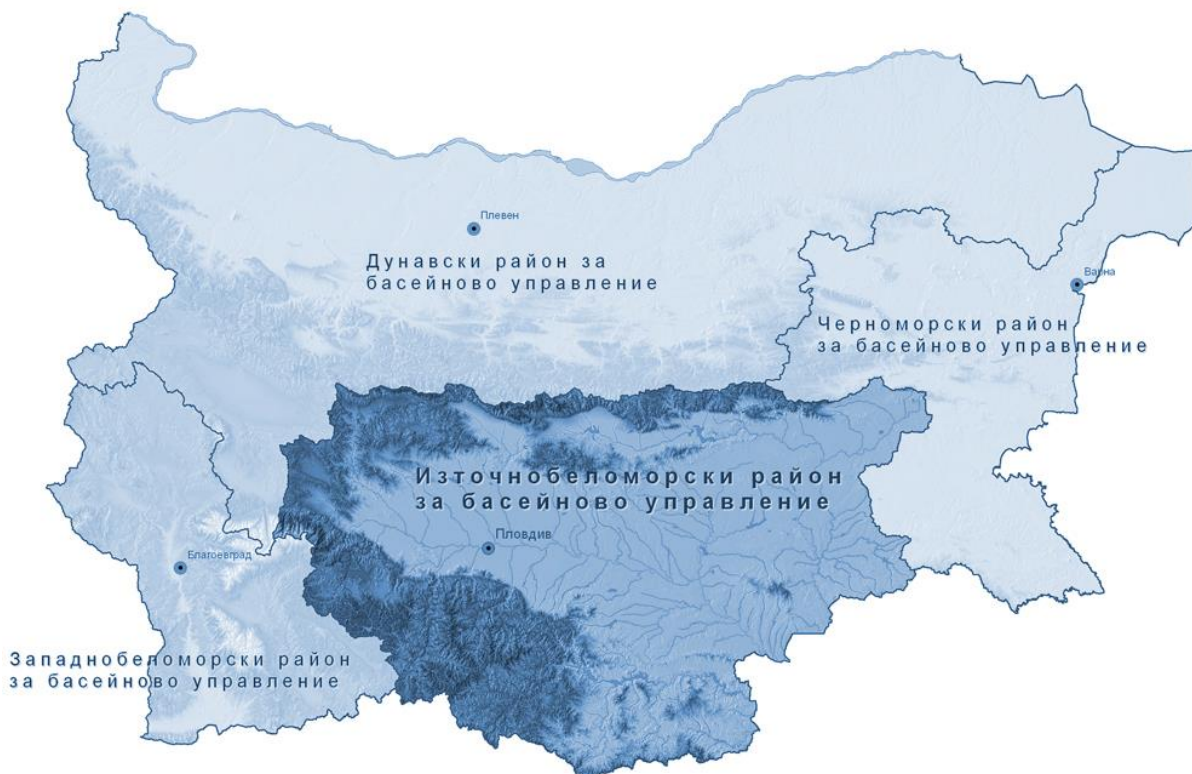 Плевен
Дунавски район за
басейново управление
Варна
Черноморски район
за басейново управление
Източнобеломорски район
за басейново управление
Пловдив
Благоевград
Западнобеломорски район
за басейново управление